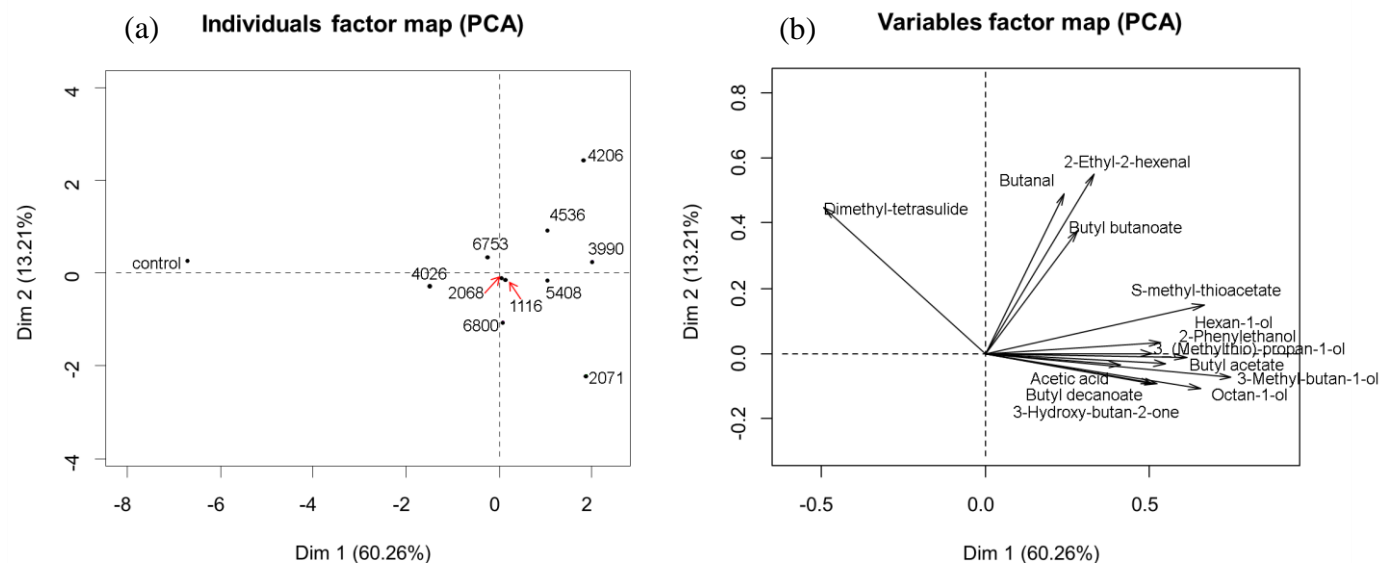 (a) Individuals factor map (PCA)
4
2
0
-2
-4
Dim 2 (13.21%)
control
4026
6753
2068
1116
6800
4536
5408
4206
3990
2071
-8 -6 -4 -2 0 2
Dim 1 (60.26%)
(b) Variables factor map (PCA)
0.8
0.6
0.4
0.2
0.0
-0.2
Dim 2 (13.21%)
2-Ethyl-2-hexenal
Butanal
Dimethyl-tetrasulide
Butyl butanoate
S-methyl-thioacetate
Hexan-1-ol
2-Phenylethanol
3_(Methylthio)-propan-1-ol
Butyl acetate
Acetic acid
3-Methyl-butan-1-ol
Butyl decanoate
Octan-1-ol
3-Hydroxy-butan-2-one
-0.5 0.0 0.5
Dim 1 (60.26%)